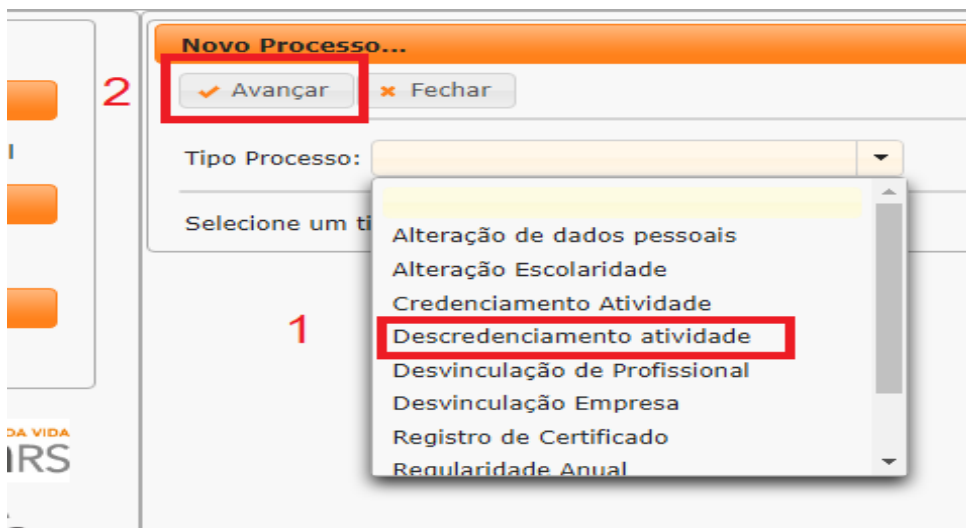 Novo Processo...
2
Avançar
Fechar
Tipo Processo:
Selecione um ti
Alteração de dados pessoais
Alteração Escolaridade
Credenciamento Atividade
1
Descredenciamento atividade
Desvinculação de Profissional
Desvinculação Empresa
Registro de Certificado
Regularidade Anual
DA VIDA
RS